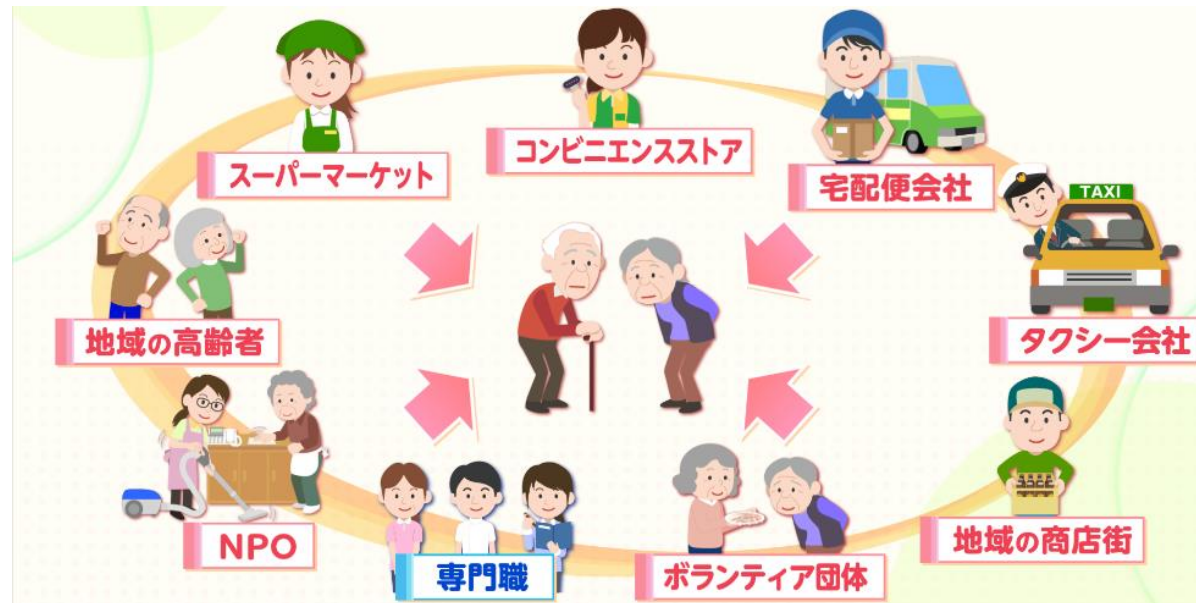 スーパーマーケット
コンビニエンスストア
宅配便会社
TAXI
地域の高齢者
タクシー会社
NPO
専門職
ボランティア団体
地域の商店街